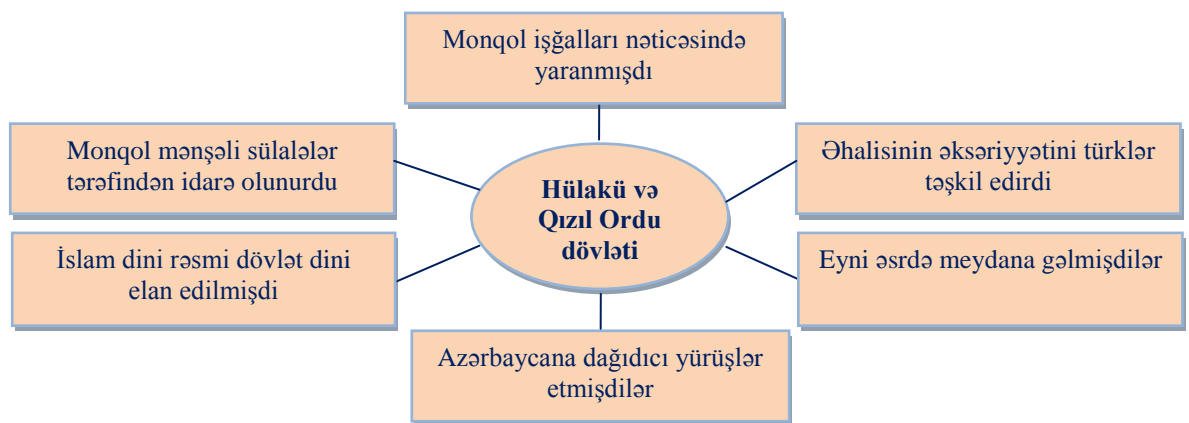 Monqol işğalları nəticəsində
yaranmışdı
Monqol mənşəli sülalələr
tərəfindən idarə olunurdu
Əhalisinin əksəriyyətini türklər
təşkil edirdi
Hülakü və
Qızıl Ordu
dövləti
İslam dini rəsmi dövlət dini
elan edilmişdi
Eyni əsrdə meydana gəlmişdilər
Azərbaycana dağıdıcı yürüşlər
etmişdilər